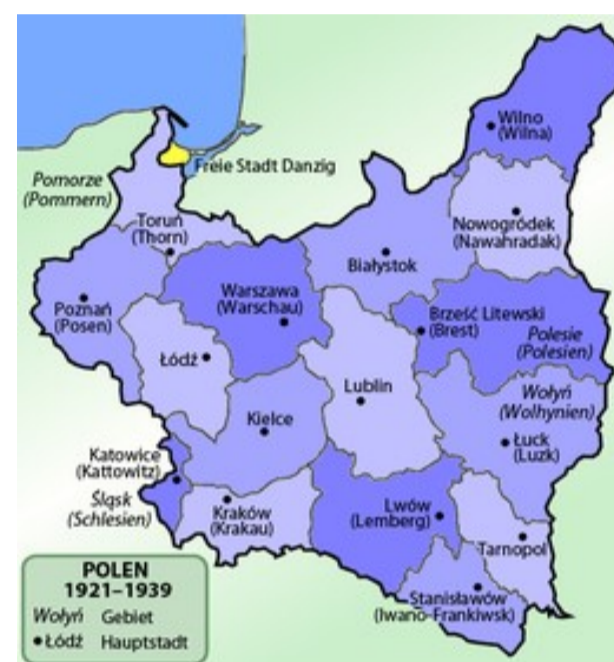 Wilno
(Wilna)
Freie Stadt Danzig
Pomorze
(Pommern)
Nowogródek
(Nawahradak)
Toruń
(Thorn)
Białystok
Warszawa
(Warschau)
Poznań
(Posen)
Brześć Litewski
(Brest)
Polesie
(Polesien)
Łódź
Lublin
Wołyń
(Wolhynien)
Kielce
Łuck
(Luzk)
Katowice
(Kattowitz)
Śląsk
(Schlesien)
Kraków
(Krakau)
Lwów
(Lemberg)
Tarnopol
Stanisławów
(Iwano-Frankiwsk)
POLEN
1921–1939
Wołyń Gebiet
Łódź Hauptstadt